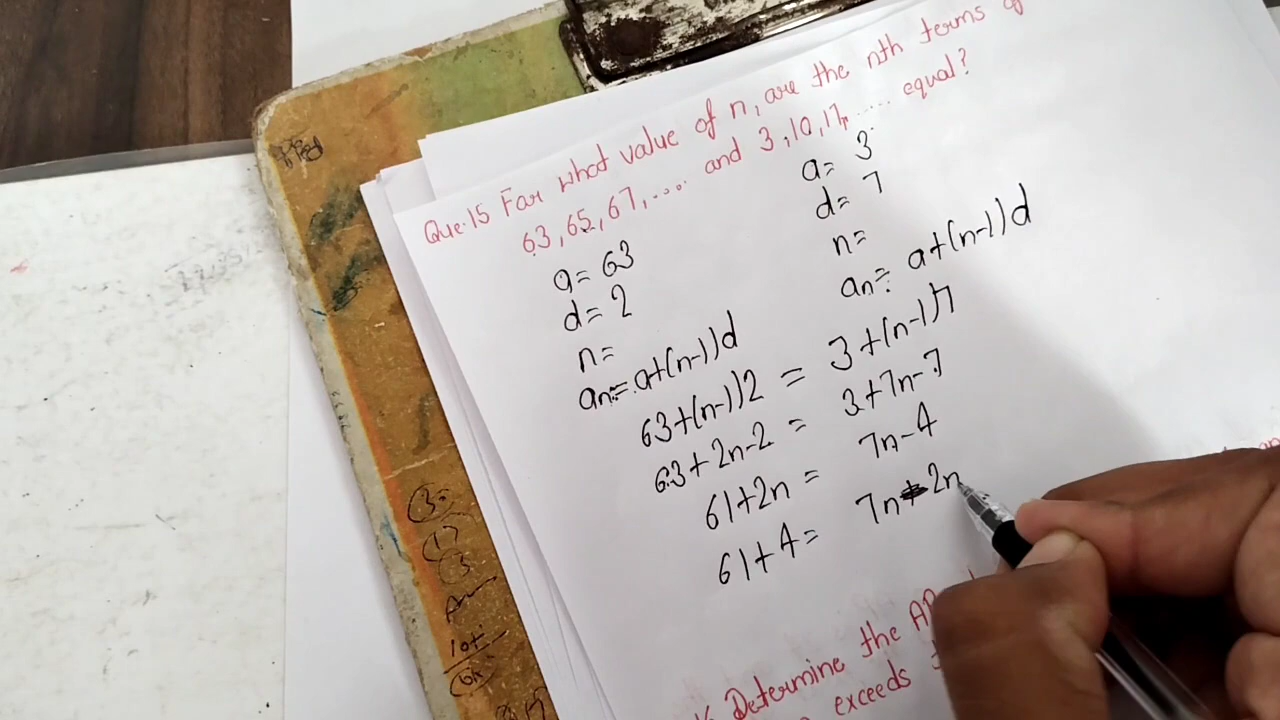 Que.15 For what value of n, are the nth terms of
63, 65, 67, .... and 3, 10, 17, .... equal?
a= 63
d= 2
n=
an= a+(n-1)d
a= 3
d= 7
n=
an= a+(n-1)d
63+(n-1)2 = 3+(n-1)7
63+2n-2 = 3+7n-7
61+2n = 7n-4
61+4= 7n-2n
Determine the AP
exceeds